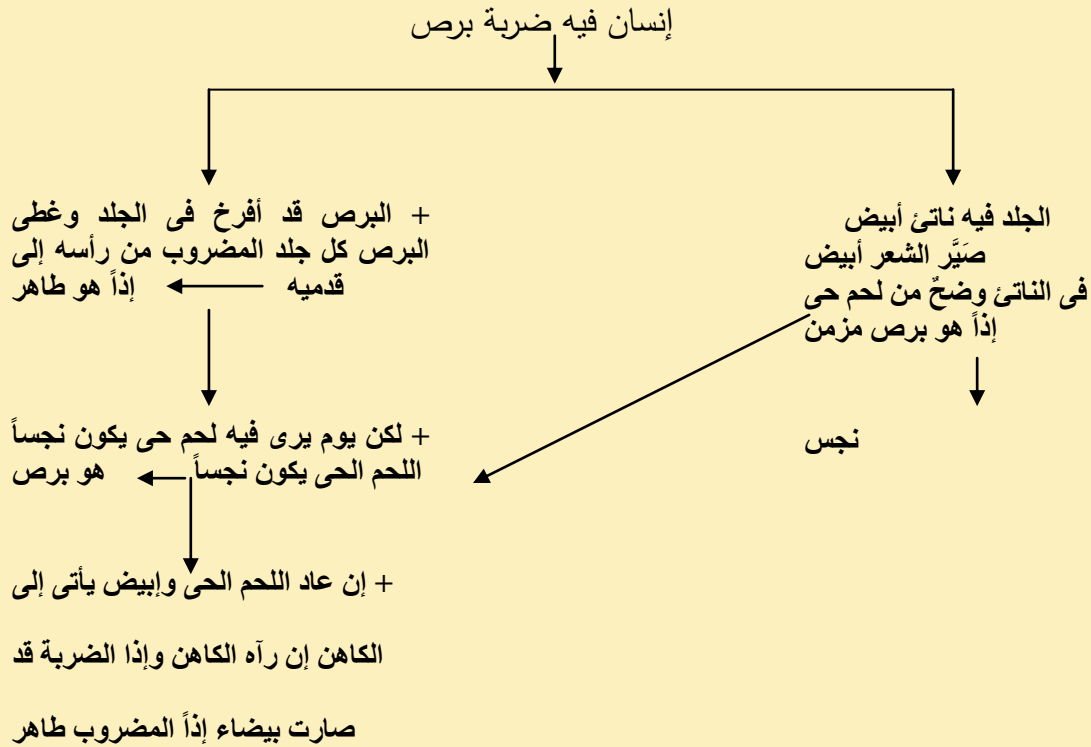 إنسان فيه ضربة برص
الجلد فيه ناتئ أبيض
صَيَّر الشعر أبيض
فى الناتئ وضحٌ من لحم حى
إذاً هو برص مزمن
نجس
+ البرص قد أفرخ فى الجلد وغطى
البرص كل جلد المضروب من رأسه إلى
قدميه إذاً هو طاهر
+ لكن يوم يرى فيه لحم حى يكون نجساً
اللحم الحى يكون نجساً هو برص
+ إن عاد اللحم الحى وإبيض يأتى إلى
الكاهن إن رآه الكاهن وإذا الضربة قد
صارت بيضاء إذاً المضروب طاهر